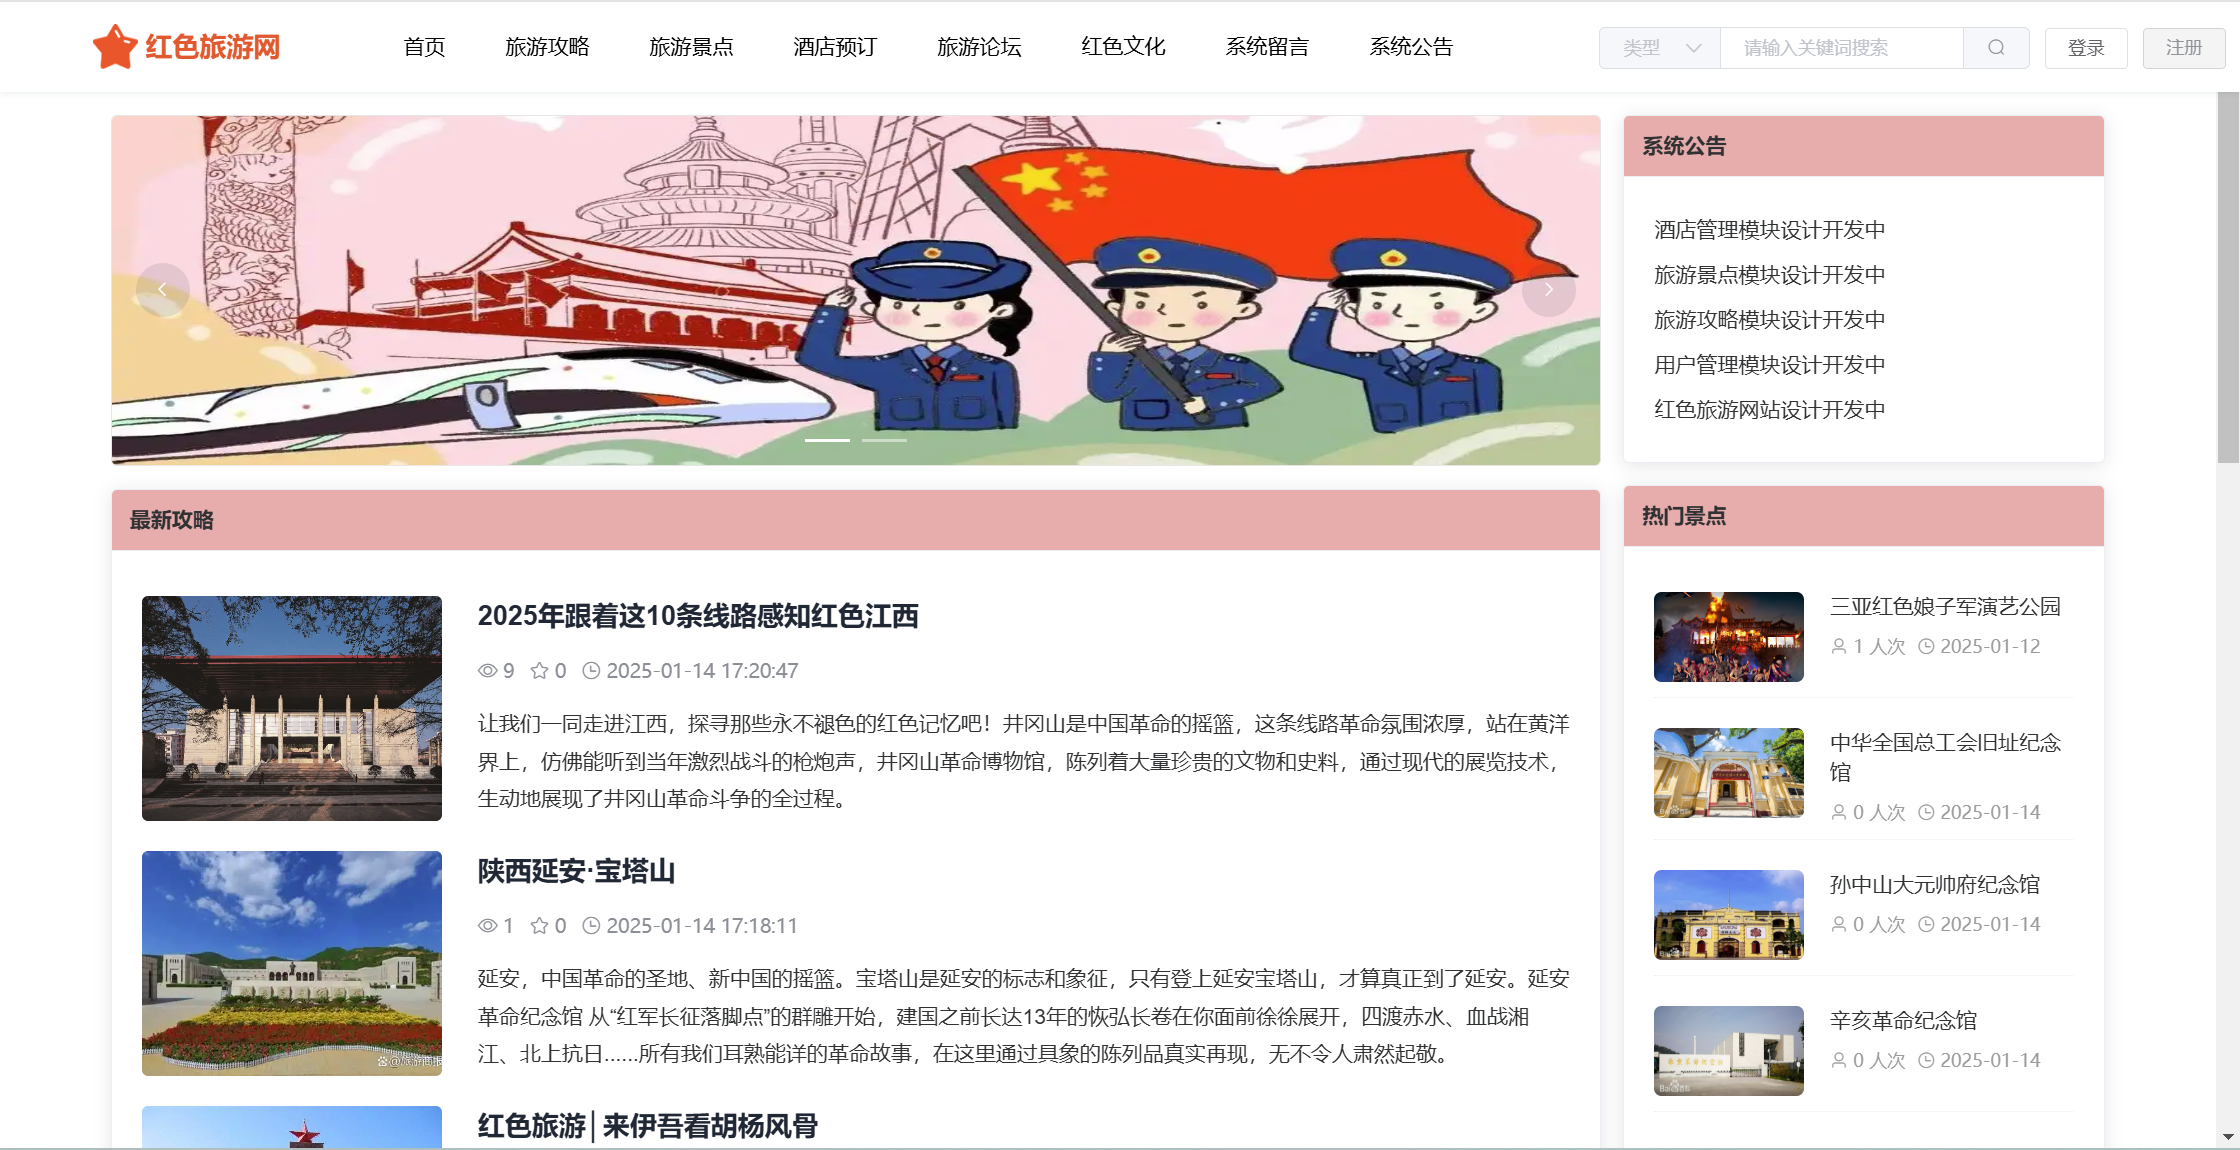 红色旅游网
首页 旅游攻略 旅游景点 酒店预订 旅游论坛 红色文化 系统留言 系统公告
类型 请输入关键词搜索 登录 注册
系统公告
酒店管理模块设计开发中
旅游景点模块设计开发中
旅游攻略模块设计开发中
用户管理模块设计开发中
红色旅游网站设计开发中
最新攻略
2025年跟着这10条线路感知红色江西
9 0 2025-01-14 17:20:47
让我们一同走进江西，探寻那些永不褪色的红色记忆吧！井冈山是中国革命的摇篮，这条线路革命氛围浓厚，站在黄洋
界上，仿佛能听到当年激烈战斗的枪炮声，井冈山革命博物馆，陈列着大量珍贵的文物和史料，通过现代的展览技术，
生动地展现了井冈山革命斗争的全过程。
陕西延安·宝塔山
1 0 2025-01-14 17:18:11
延安，中国革命的圣地、新中国的摇篮。宝塔山是延安的标志和象征，只有登上延安宝塔山，才算真正到了延安。延安
革命纪念馆 从“红军长征落脚点”的群雕开始，建国之前长达13年的恢弘长卷在你面前徐徐展开，四渡赤水、血战湘
江、北上抗日......所有我们耳熟能详的革命故事，在这里通过具象的陈列品真实再现，无不令人肃然起敬。
红色旅游│来伊吾看胡杨风骨
热门景点
三亚红色娘子军演艺公园
1 人次 2025-01-12
中华全国总工会旧址纪念
馆
0 人次 2025-01-14
孙中山大元帅府纪念馆
0 人次 2025-01-14
辛亥革命纪念馆
0 人次 2025-01-14